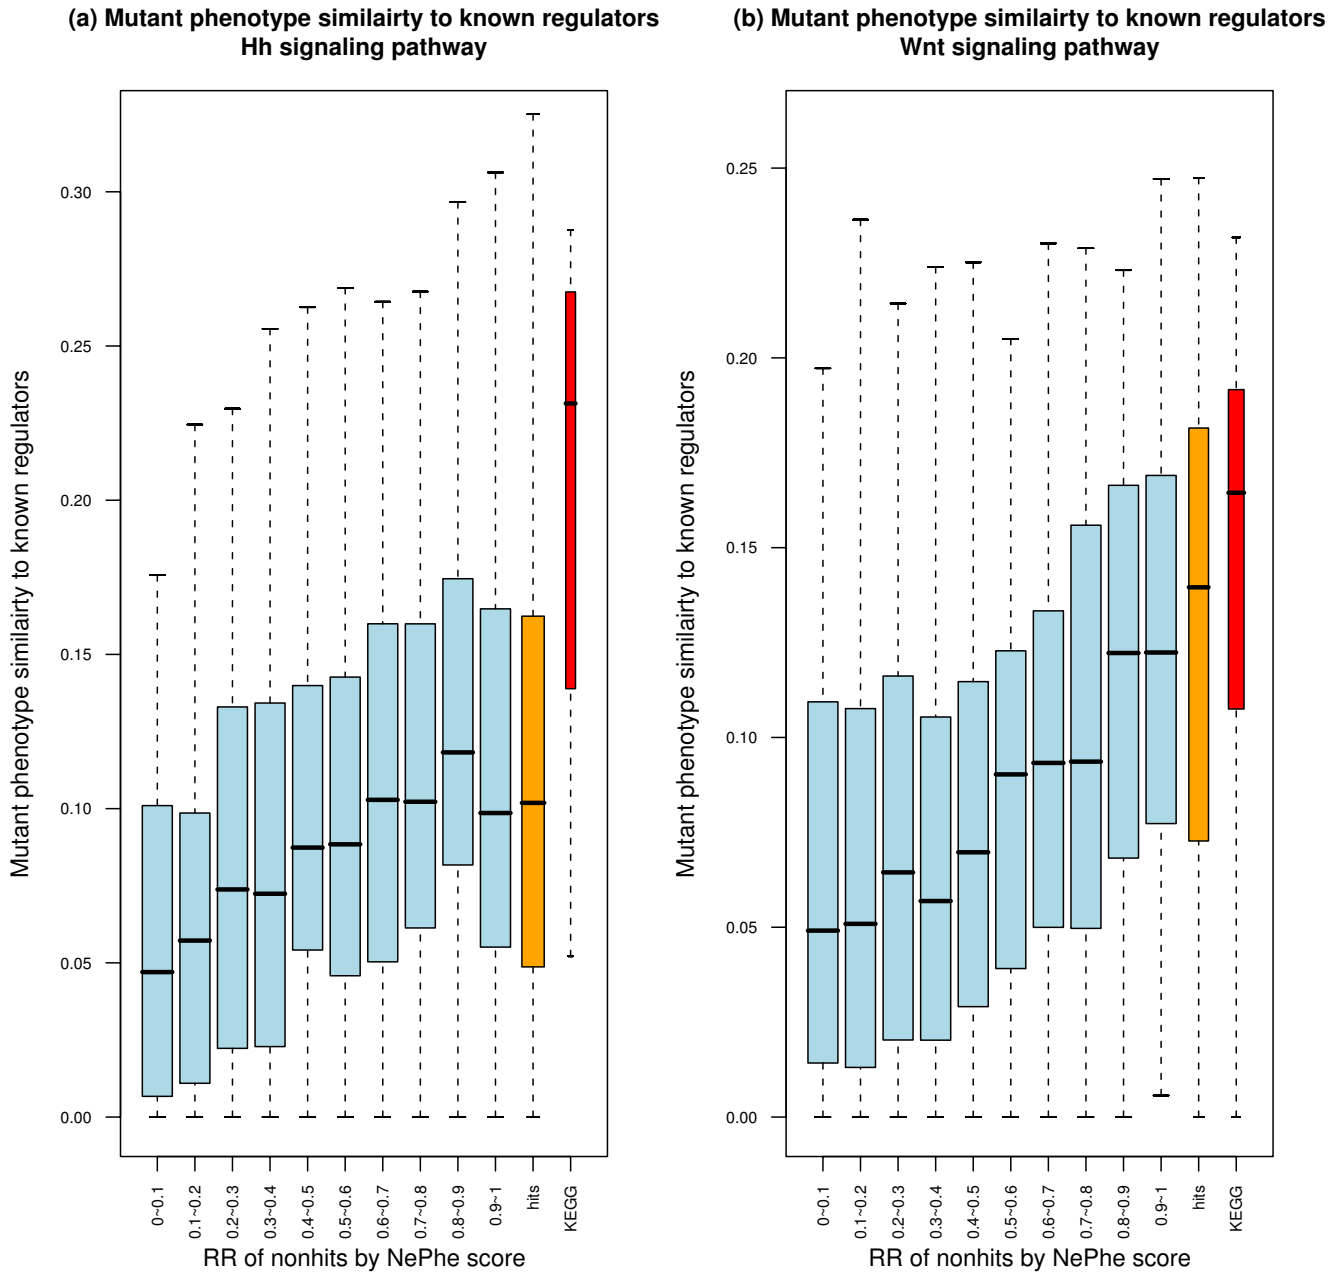 (a) Mutant phenotype similairty to known regulators
Hh signaling pathway
Mutant phenotype similairty to known regulators
0.30
0.25
0.20
0.15
0.10
0.05
0.00
0~0.1
0.1~0.2
0.2~0.3
0.3~0.4
0.4~0.5
0.5~0.6
0.6~0.7
0.7~0.8
0.8~0.9
0.9~1
hits
KEGG
RR of nonhits by NePhe score
(b) Mutant phenotype similairty to known regulators
Wnt signaling pathway
Mutant phenotype similairty to known regulators
0.25
0.20
0.15
0.10
0.05
0.00
0~0.1
0.1~0.2
0.2~0.3
0.3~0.4
0.4~0.5
0.5~0.6
0.6~0.7
0.7~0.8
0.8~0.9
0.9~1
hits
KEGG
RR of nonhits by NePhe score